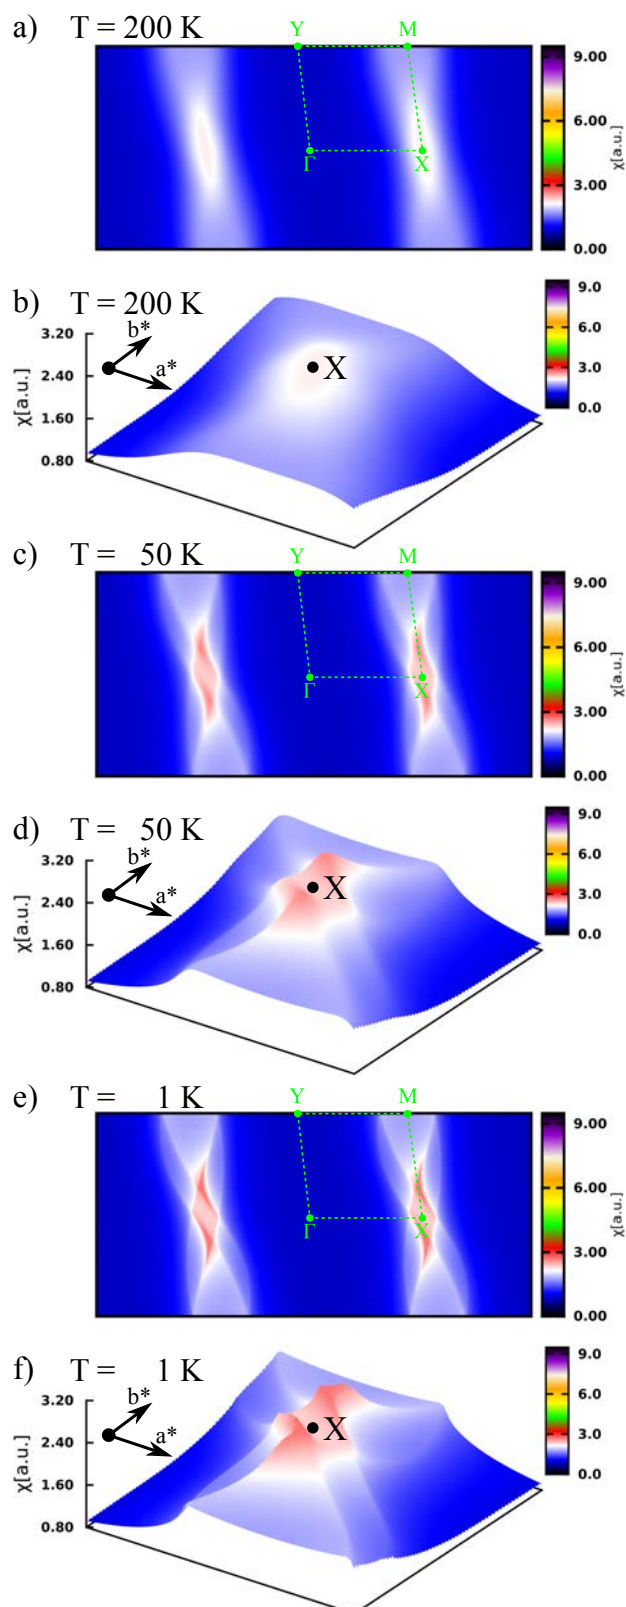 a) T = 200 K
Y M
Γ X
9.00
6.00
3.00
0.00
χ[a.u.]
b) T = 200 K
b*
a*
3.20
2.40
1.60
0.80
χ[a.u.]
X
9.0
6.0
3.0
0.0
c) T = 50 K
Y M
Γ X
9.00
6.00
3.00
0.00
χ[a.u.]
d) T = 50 K
b*
a*
3.20
2.40
1.60
0.80
χ[a.u.]
X
9.0
6.0
3.0
0.0
e) T = 1 K
Y M
Γ X
9.00
6.00
3.00
0.00
χ[a.u.]
f) T = 1 K
b*
a*
3.20
2.40
1.60
0.80
χ[a.u.]
X
9.0
6.0
3.0
0.0